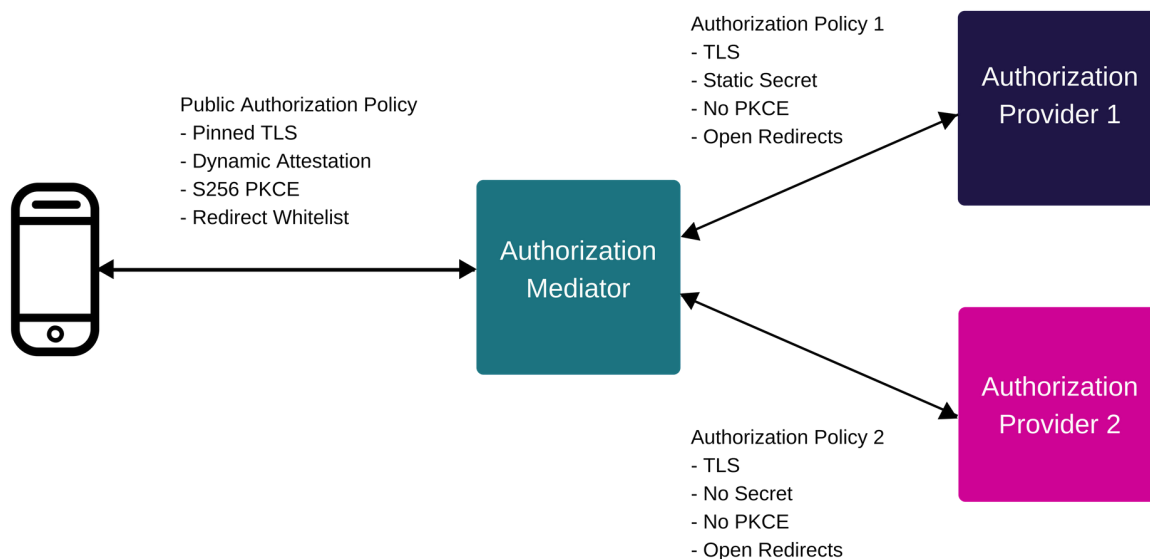 Public Authorization Policy
- Pinned TLS
- Dynamic Attestation
- S256 PKCE
- Redirect Whitelist
Authorization
Mediator
Authorization Policy 1
- TLS
- Static Secret
- No PKCE
- Open Redirects
Authorization
Provider 1
Authorization Policy 2
- TLS
- No Secret
- No PKCE
- Open Redirects
Authorization
Provider 2